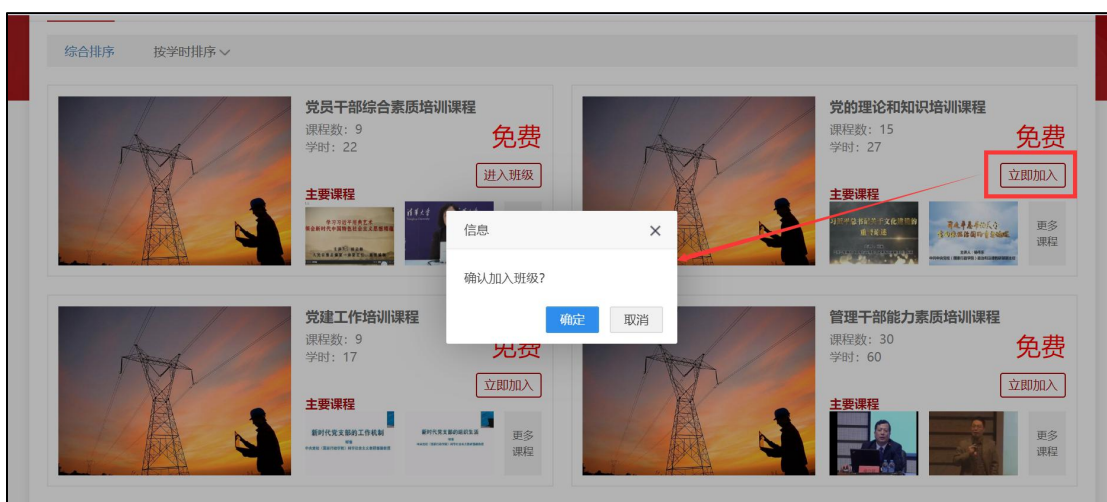 综合排序
按学时排序
党员干部综合素质培训课程
课程数：9
学时：22
免费
进入班级
主要课程
党的理论和知识培训课程
课程数：15
学时：27
免费
立即加入
主要课程
更多
课程
信息
确认加入班级？
确定
取消
党建工作培训课程
课程数：9
学时：17
免费
立即加入
主要课程
新时代党支部的工作机制
新时代党支部的组织生活
更多
课程
管理干部能力素质培训课程
课程数：30
学时：60
免费
立即加入
主要课程
更多
课程